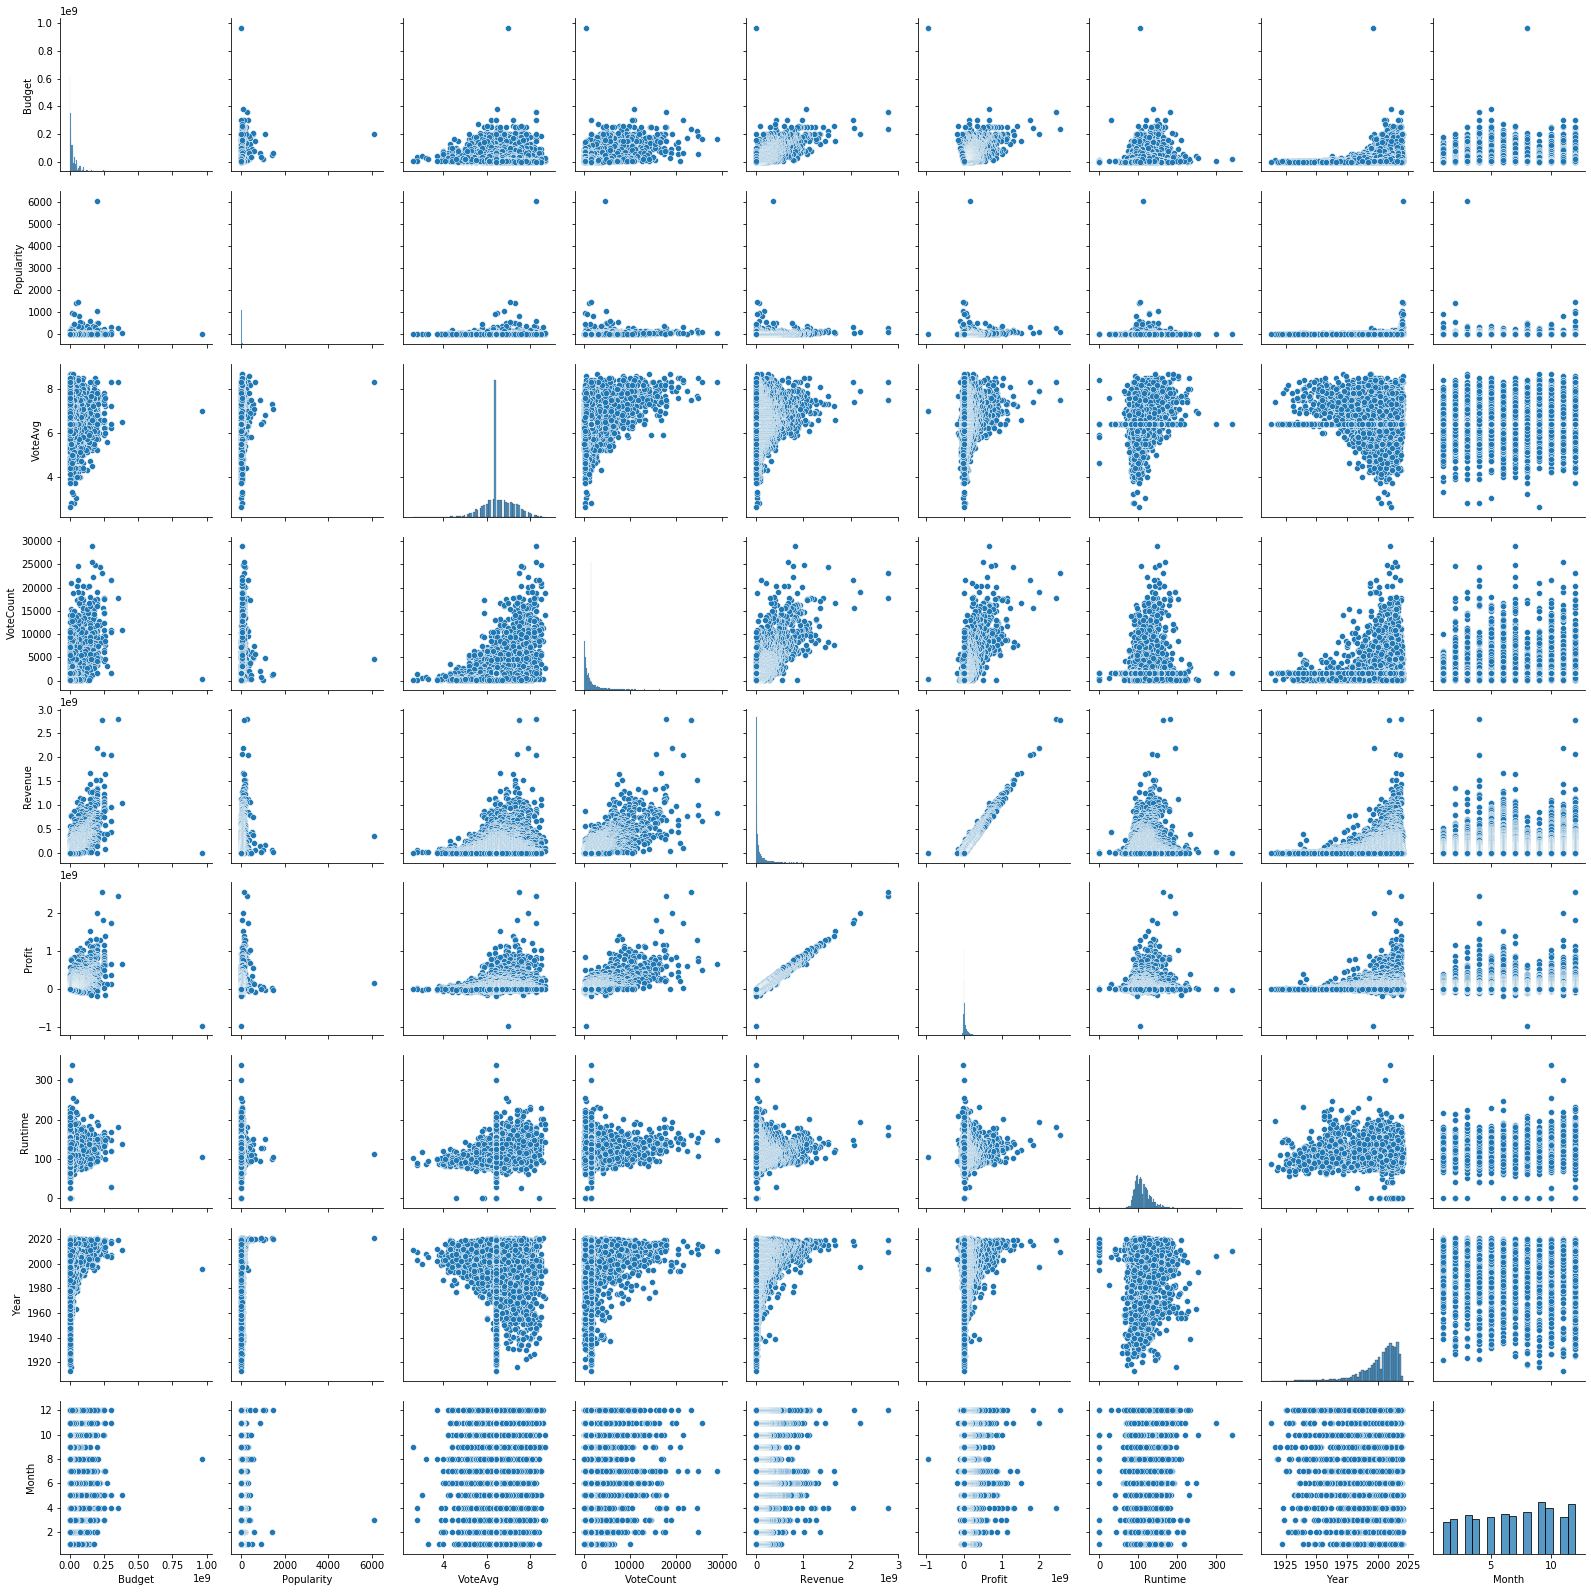 1e9
1.0
0.8
0.6
0.4
0.2
0.0
Budget
6000
5000
4000
3000
2000
1000
0
Popularity
8
6
4
VoteAvg
30000
25000
20000
15000
10000
5000
0
VoteCount
1e9
3.0
2.5
2.0
1.5
1.0
0.5
0.0
Revenue
1e9
2
1
0
−1
Profit
300
200
100
0
Runtime
2020
2000
1980
1960
1940
1920
Year
12
10
8
6
4
2
Month
0.00 0.25 0.50 0.75 1.00
Budget 1e9
0 2000 4000 6000
Popularity
4 6 8
VoteAvg
0 10000 20000 30000
VoteCount
0 1 2 3
Revenue 1e9
−1 0 1 2
Profit 1e9
0 100 200 300
Runtime
1925 1950 1975 2000 2025
Year
5 10
Month